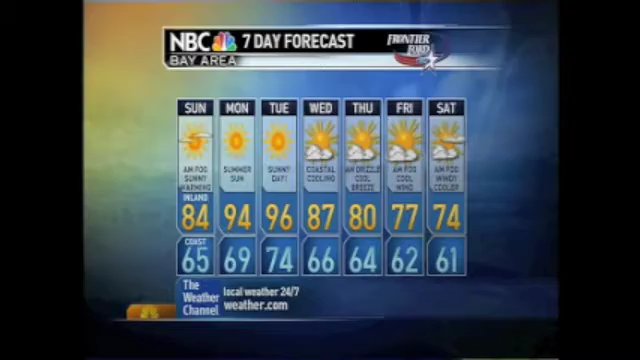 NBC 7 DAY FORECAST
FRONTIER
FORD
BAY AREA
SUN MON TUE WED THU FRI SAT
AM FOG SUNNY WARMING
SUMMER SUN
SUNNY DAY!
COASTAL COOLING
AM DRIZZLE COOL BREEZE
AM FOG COOL WIND
AM FOG WINDY COOLER
INLAND
84 94 96 87 80 77 74
COAST
65 69 74 66 64 62 61
The Weather Channel
local weather 24/7
weather.com